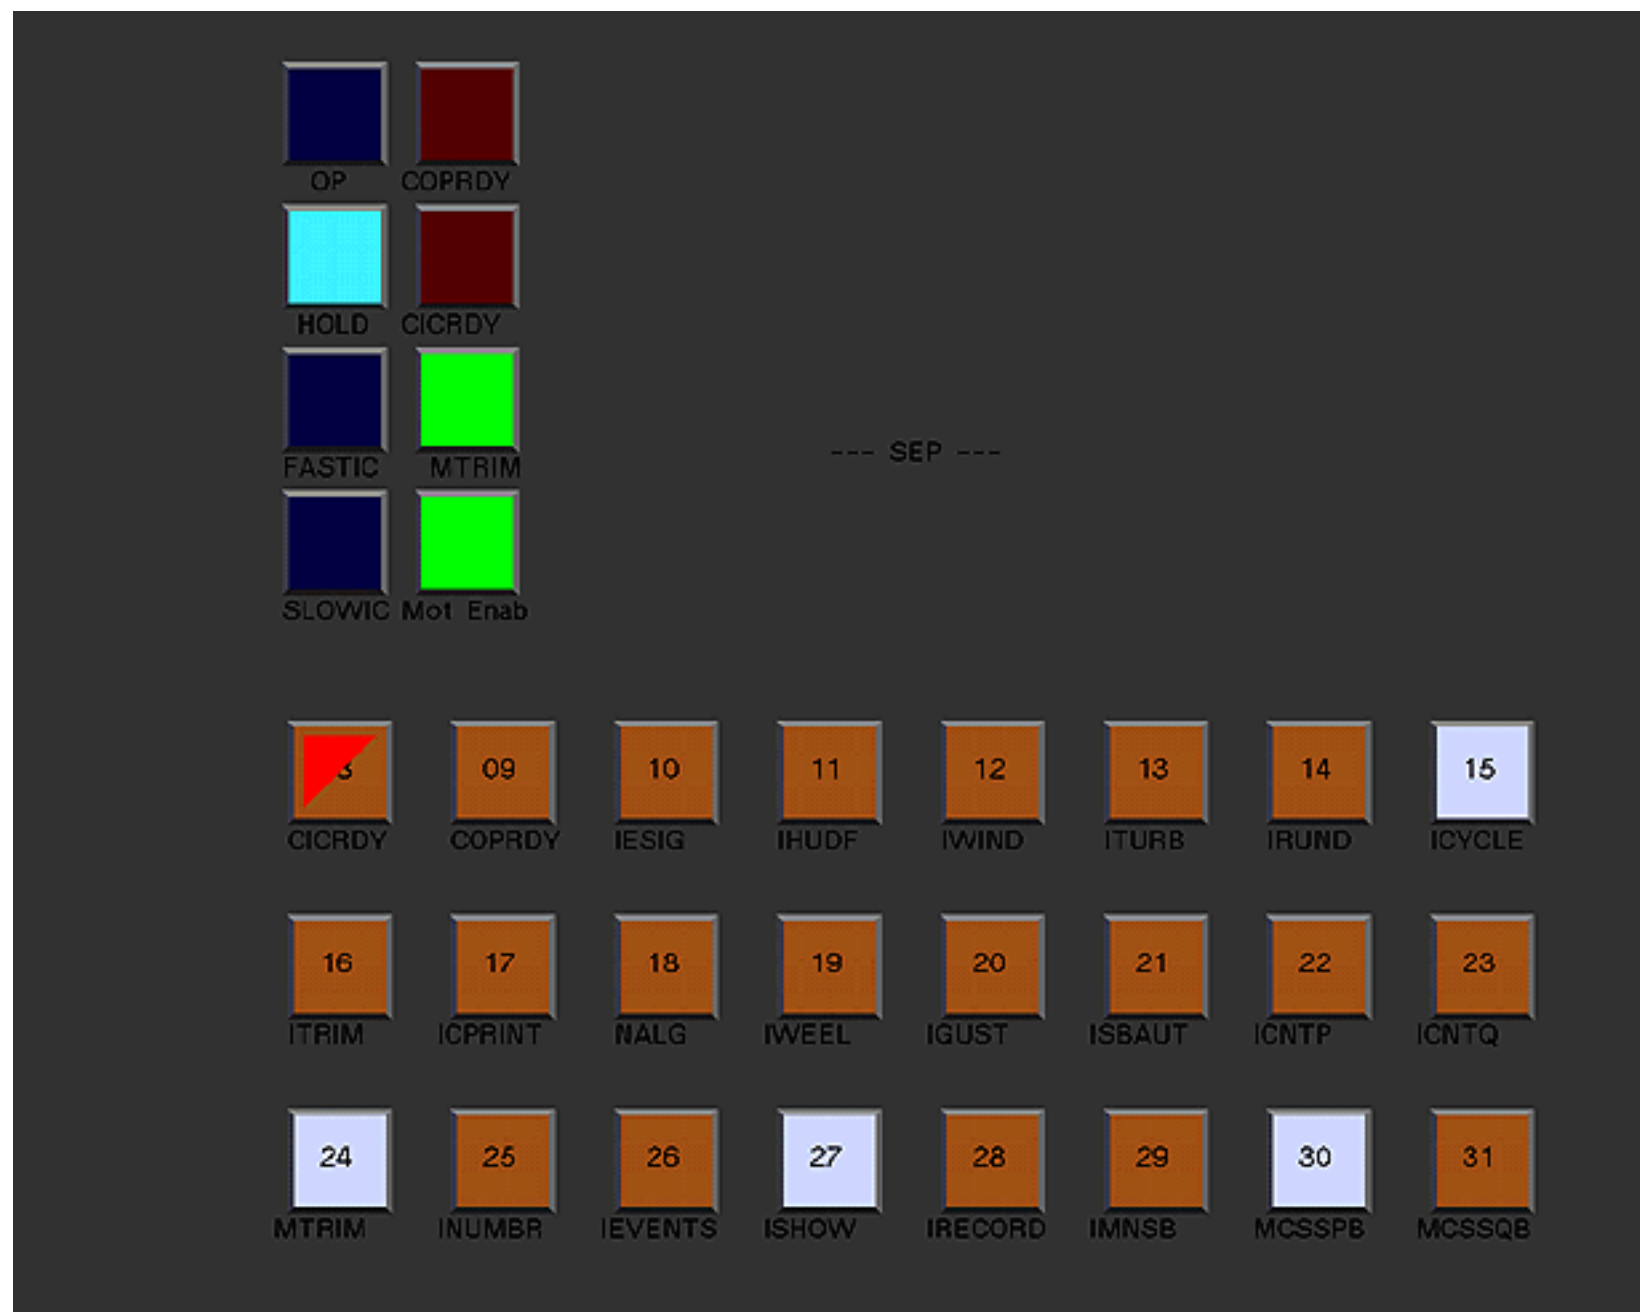 OP COPRDY
HOLD CICRDY
FASTIC MTRIM
--- SEP ---
SLOWIC Mot Enab
09 10 11 12 13 14 15
CICRDY COPRDY IESIG IHUDF IWIND ITURB IRUND ICYCLE
16 17 18 19 20 21 22 23
ITRIM ICPRINT NALG IWEEL IGUST ISBAUT ICNTP ICNTQ
24 25 26 27 28 29 30 31
MTRIM INUMBR IEVENTS ISHOW IRECORD IMNSB MCSSPB MCSSQB